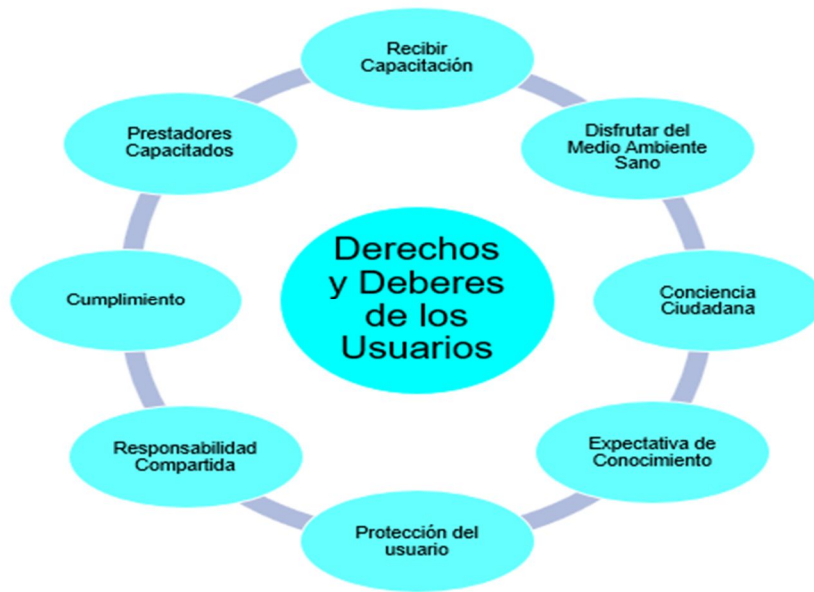 Recibir
Capacitación
Disfrutar del
Medio Ambiente
Sano
Conciencia
Ciudadana
Expectativa de
Conocimiento
Protección del
usuario
Responsabilidad
Compartida
Cumplimiento
Prestadores
Capacitados
Derechos
y Deberes
de los
Usuarios